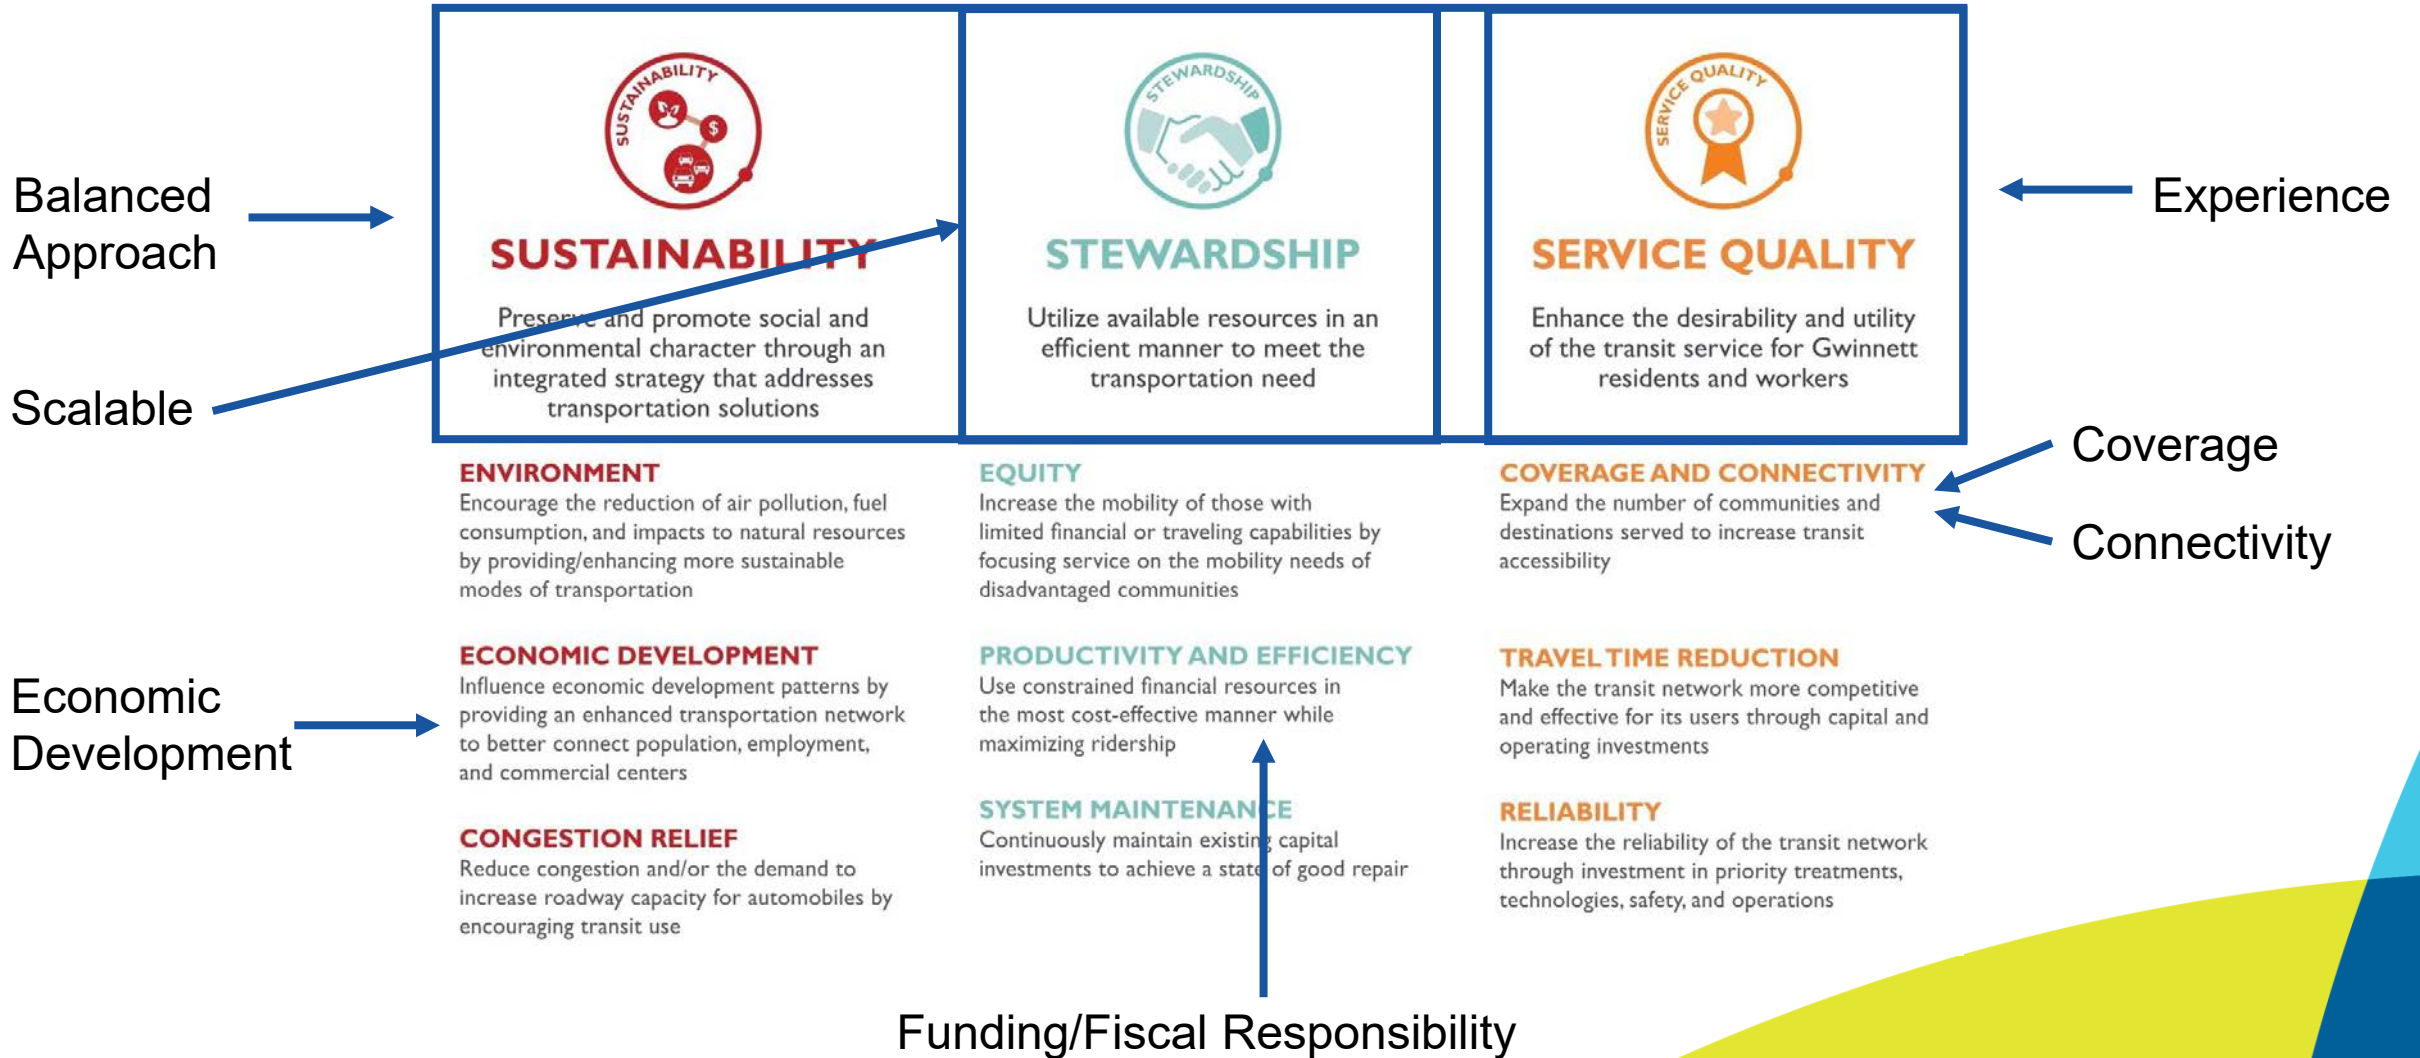 Balanced
Approach
Scalable
Economic
Development
SUSTAINABILITY
SUSTAINABILITY
Preserve and promote social and
environmental character through an
integrated strategy that addresses
transportation solutions
ENVIRONMENT
Encourage the reduction of air pollution, fuel
consumption, and impacts to natural resources
by providing/enhancing more sustainable
modes of transportation
ECONOMIC DEVELOPMENT
Influence economic development patterns by
providing an enhanced transportation network
to better connect population, employment,
and commercial centers
CONGESTION RELIEF
Reduce congestion and/or the demand to
increase roadway capacity for automobiles by
encouraging transit use
STEWARDSHIP
STEWARDSHIP
Utilize available resources in an
efficient manner to meet the
transportation need
EQUITY
Increase the mobility of those with
limited financial or traveling capabilities by
focusing service on the mobility needs of
disadvantaged communities
PRODUCTIVITY AND EFFICIENCY
Use constrained financial resources in
the most cost-effective manner while
maximizing ridership
SYSTEM MAINTENANCE
Continuously maintain existing capital
investments to achieve a state of good repair
SERVICE QUALITY
SERVICE QUALITY
Enhance the desirability and utility
of the transit service for Gwinnett
residents and workers
COVERAGE AND CONNECTIVITY
Expand the number of communities and
destinations served to increase transit
accessibility
TRAVEL TIME REDUCTION
Make the transit network more competitive
and effective for its users through capital and
operating investments
RELIABILITY
Increase the reliability of the transit network
through investment in priority treatments,
technologies, safety, and operations
Experience
Coverage
Connectivity
Funding/Fiscal Responsibility
$